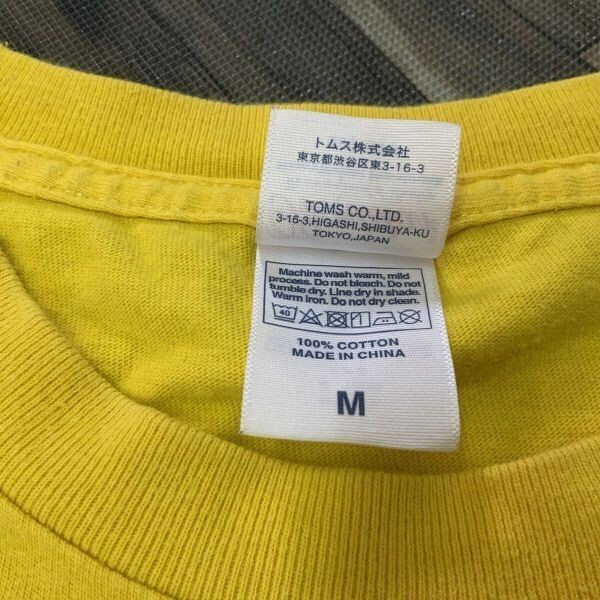 トムス株式会社
東京都渋谷区東3-16-3
TOMS CO.,LTD.
3-16-3,HIGASHI,SHIBUYA-KU
TOKYO,JAPAN
Machine wash warm, mild
process. Do not bleach. Do not
tumble dry. Line dry in shade.
Warm iron. Do not dry clean.
40
100% COTTON
MADE IN CHINA
M